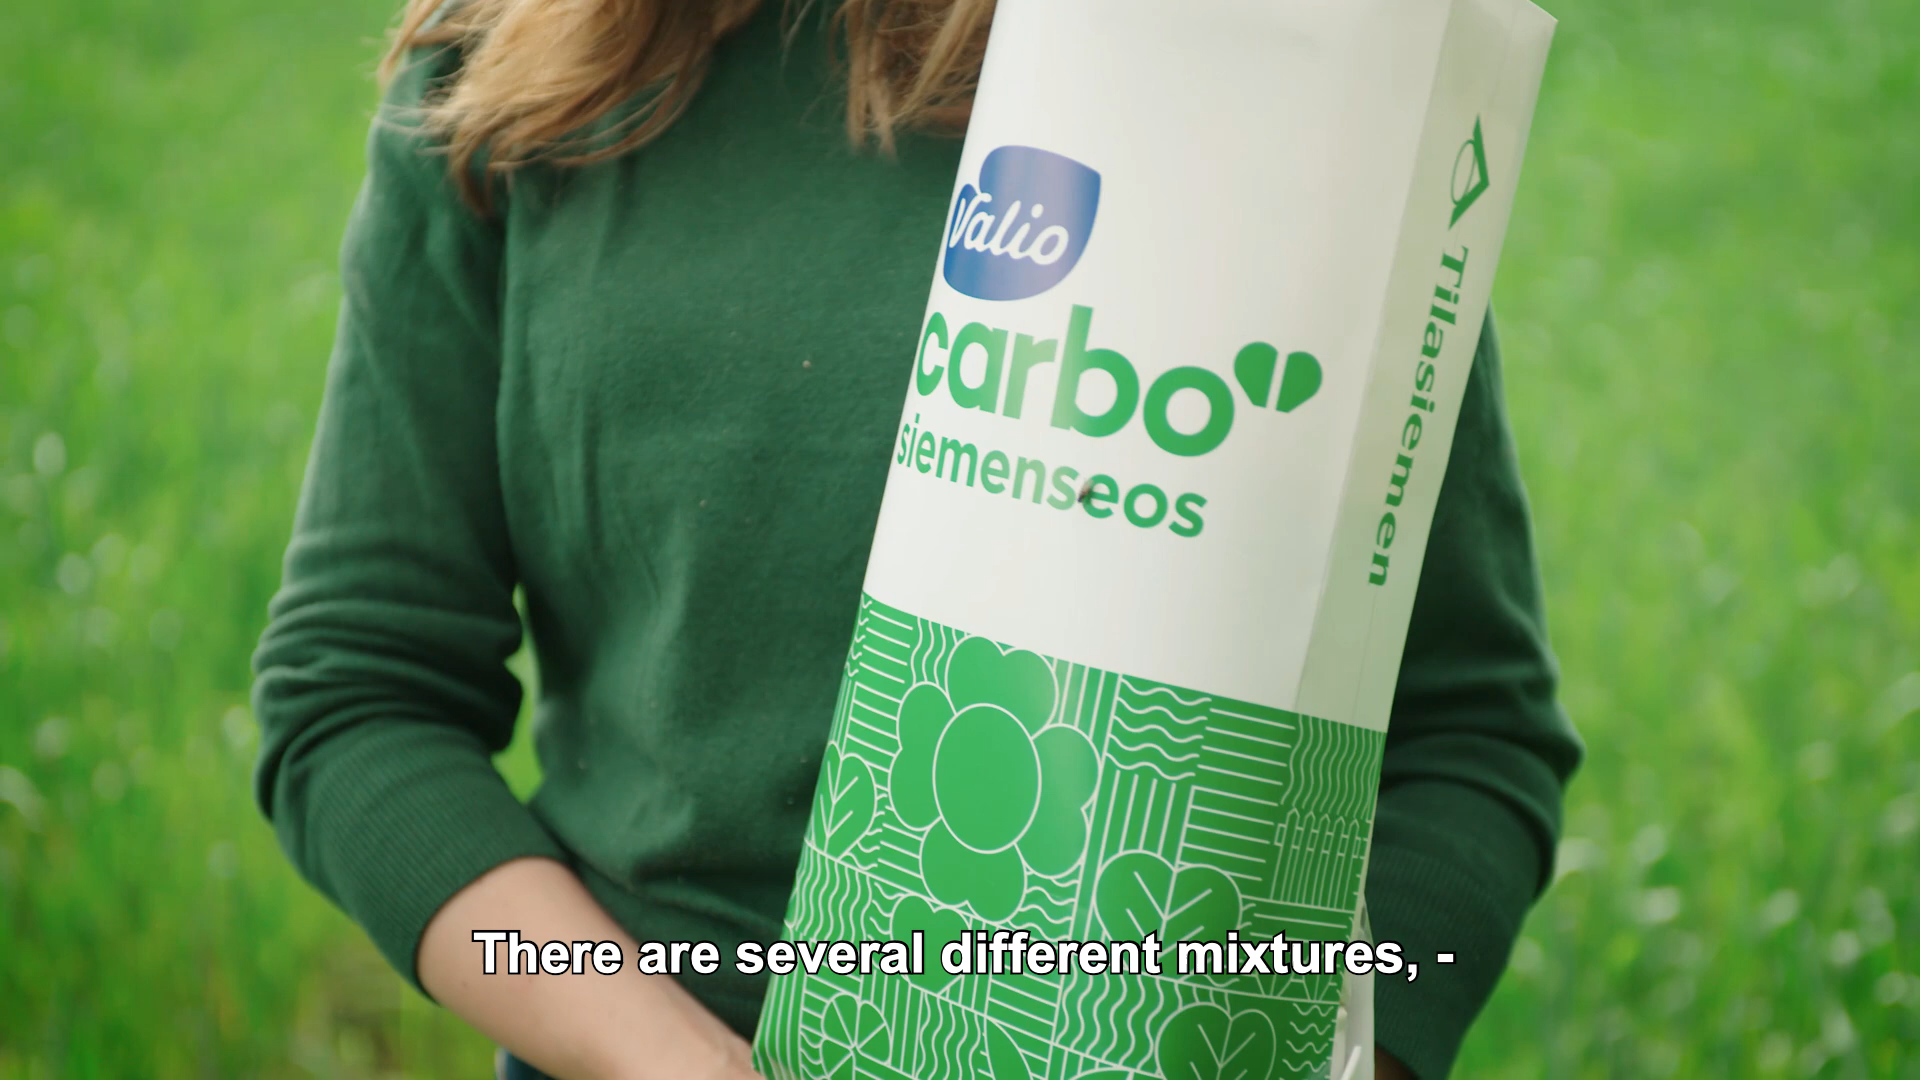 Valio
carbo
siemenseos
Tilasiemen
There are several different mixtures, -